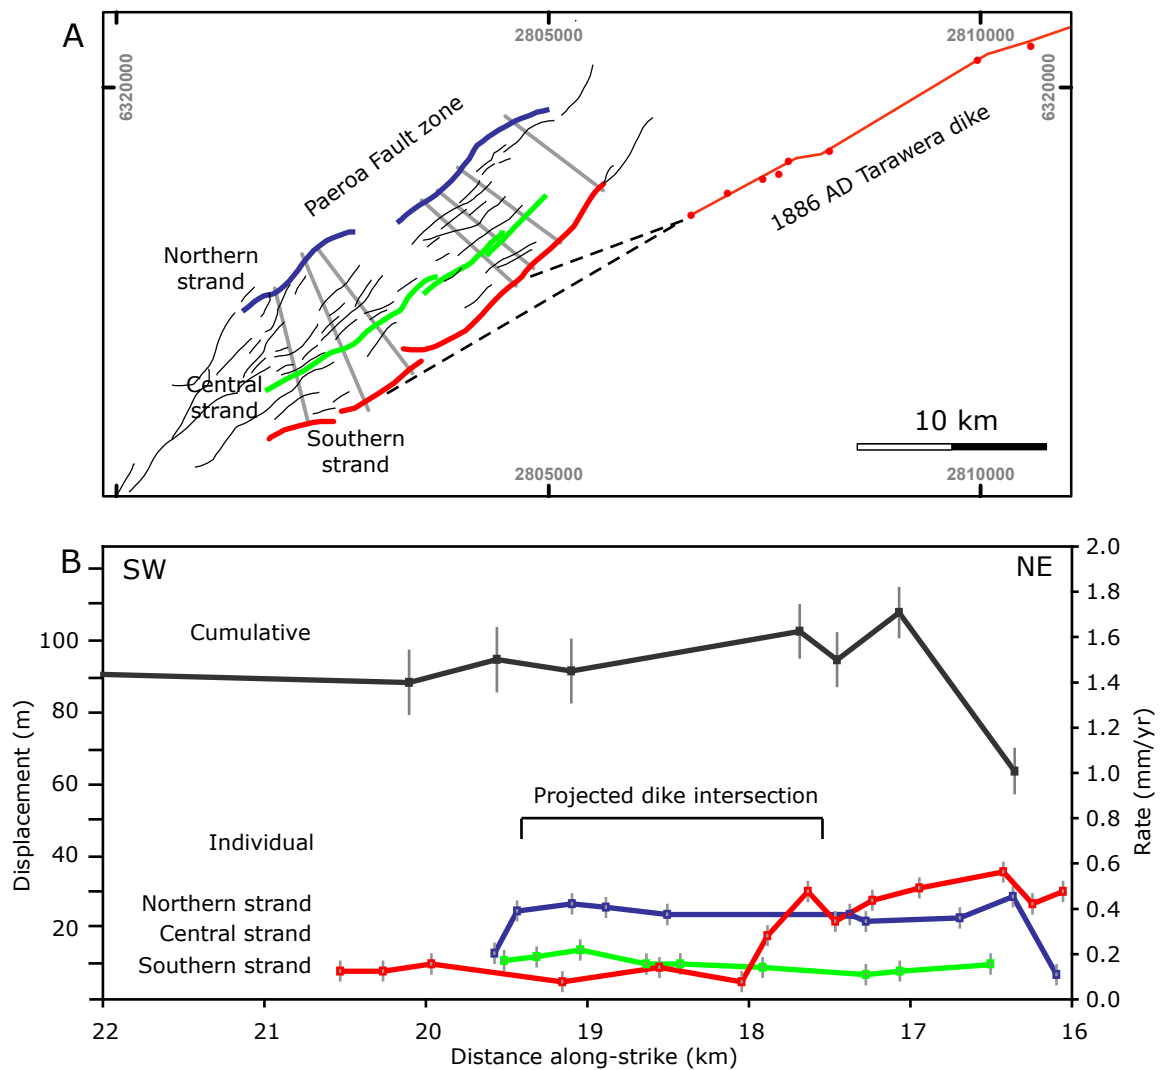 A
2805000
2810000
6320000
6320000
Paeroa Fault zone
1886 AD Tarawera dike
Northern
strand
Central
strand
Southern
strand
10 km
2805000
2810000
B
SW
NE
Cumulative
Projected dike intersection
Individual
Northern strand
Central strand
Southern strand
Displacement (m)
100
80
60
40
20
Rate (mm/yr)
2.0
1.8
1.6
1.4
1.2
1.0
0.8
0.6
0.4
0.2
0.0
22
21
20
19
18
17
16
Distance along-strike (km)